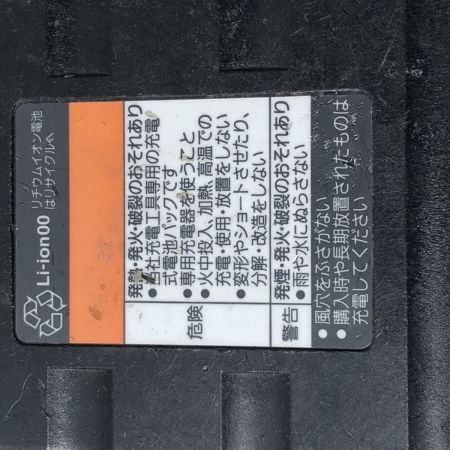 Li-ion00
リチウムイオン電池
はリサイクルへ
危険
発熱・発火・破裂のおそれあり
●当社充電工具専用の充電
式電池パックです
●専用充電器を使うこと
●火中投入、加熱、高温での
充電・使用・放置をしない
●変形やショートさせたり、
分解・改造をしない
警告
発煙・発火・破裂のおそれあり
●雨や水にぬらさない
●風穴をふさがない
●購入時や長期放置されたものは
充電してください